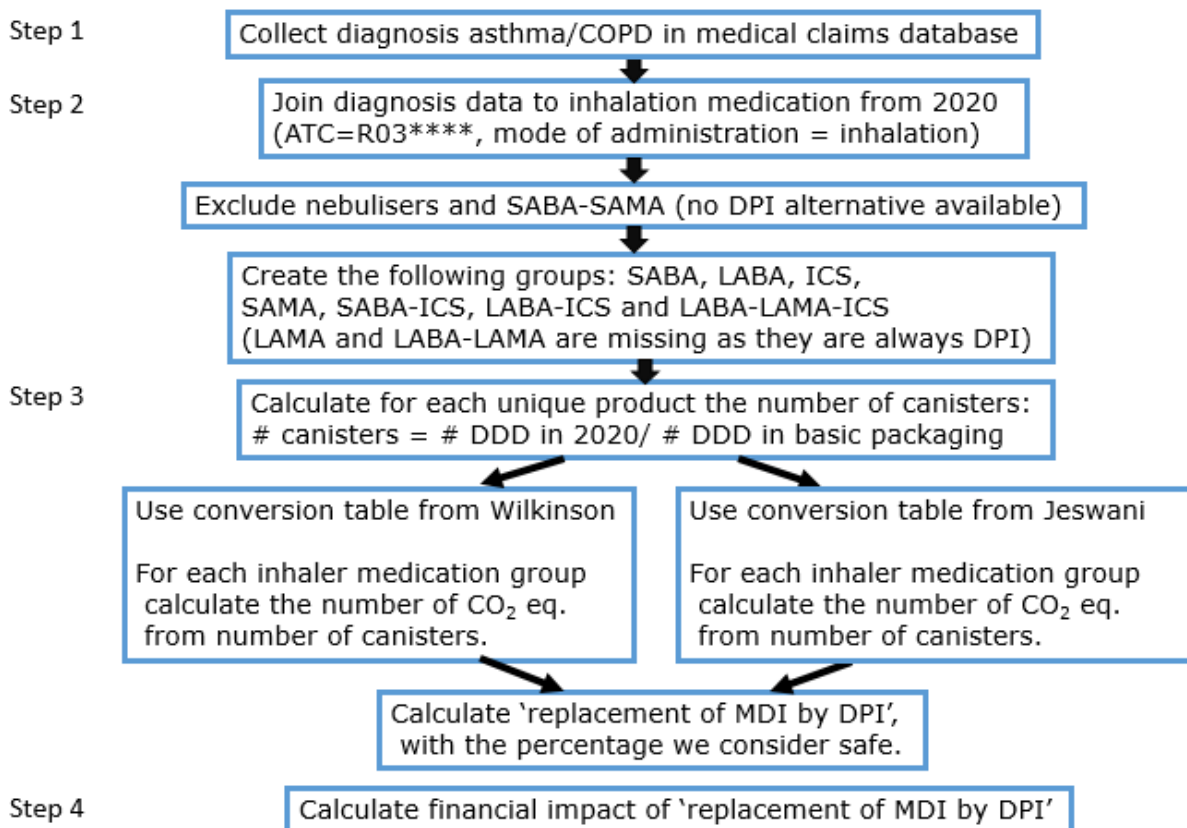 Step 1
Collect diagnosis asthma/COPD in medical claims database
Step 2
Join diagnosis data to inhalation medication from 2020
(ATC=R03****, mode of administration = inhalation)
Exclude nebulisers and SABA-SAMA (no DPI alternative available)
Create the following groups: SABA, LABA, ICS,
SAMA, SABA-ICS, LABA-ICS and LABA-LAMA-ICS
(LAMA and LABA-LAMA are missing as they are always DPI)
Step 3
Calculate for each unique product the number of canisters:
# canisters = # DDD in 2020/ # DDD in basic packaging
Use conversion table from Wilkinson
For each inhaler medication group
calculate the number of CO₂ eq.
from number of canisters.
Use conversion table from Jeswani
For each inhaler medication group
calculate the number of CO₂ eq.
from number of canisters.
Calculate ‘replacement of MDI by DPI’,
with the percentage we consider safe.
Step 4
Calculate financial impact of ‘replacement of MDI by DPI’